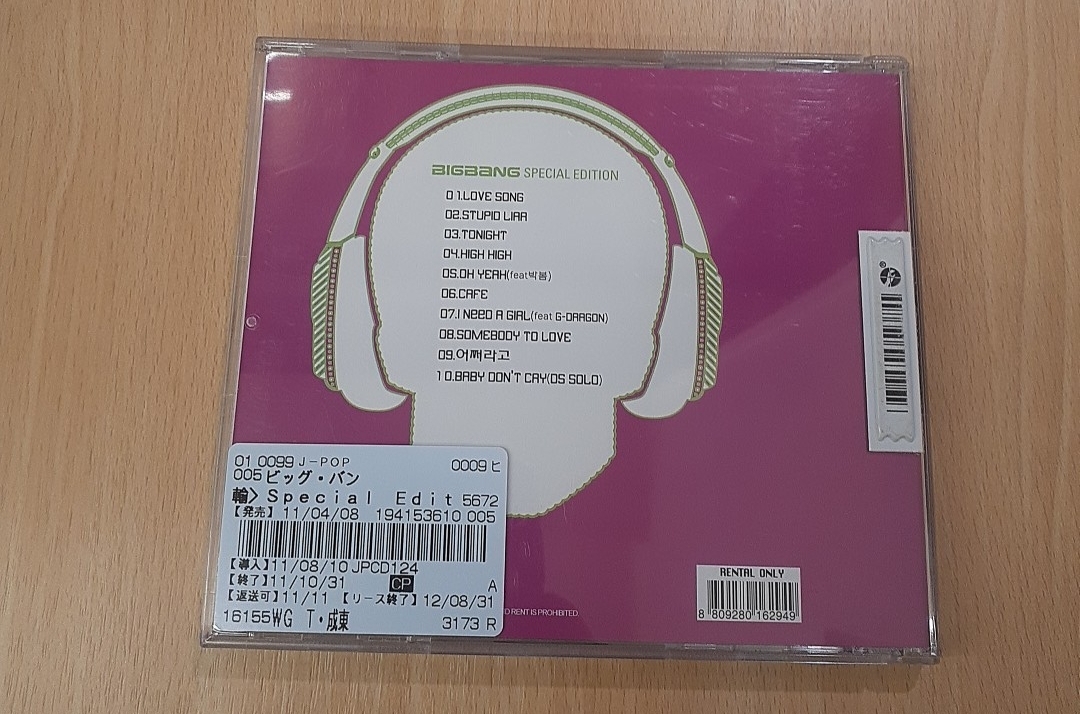 BIGBANG SPECIAL EDITION
01.LOVE SONG
02.STUPID LIAR
03.TONIGHT
04.HIGH HIGH
05.OH YEAH(feat박봄)
06.CAFE
07.I NEED A GIRL(feat G-DRAGON)
08.SOMEBODY TO LOVE
09.어쩌라고
10.BABY DON'T CRY(DS SOLO)
01 0099 J-POP 0009 ヒ
005 ビッグ・バン
輸> Special Edit 5672
【発売】 11/04/08 194153610 005
【導入】11/08/10 JPCD124
【終了】11/10/31 CP A
【返送可】11/11 【リース終了】 12/08/31
16155WG T・成東 3173 R
D RENT IS PROHIBITED
RENTAL ONLY
8 809280 162949